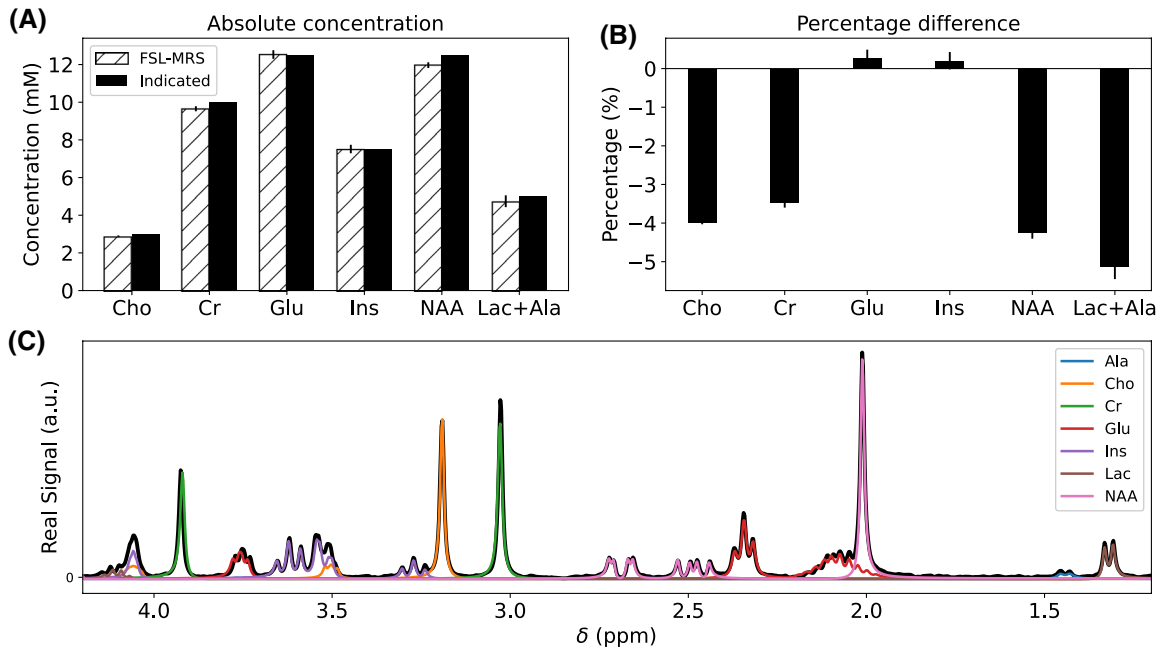 (A)
Absolute concentration
FSL-MRS
Indicated
Concentration (mM)
12
10
8
6
4
2
0
Cho Cr Glu Ins NAA Lac+Ala
(B)
Percentage difference
Percentage (%)
0
−1
−2
−3
−4
−5
Cho Cr Glu Ins NAA Lac+Ala
(C)
Real Signal (a.u.)
0
Ala
Cho
Cr
Glu
Ins
Lac
NAA
4.0 3.5 3.0 2.5 2.0 1.5
δ (ppm)